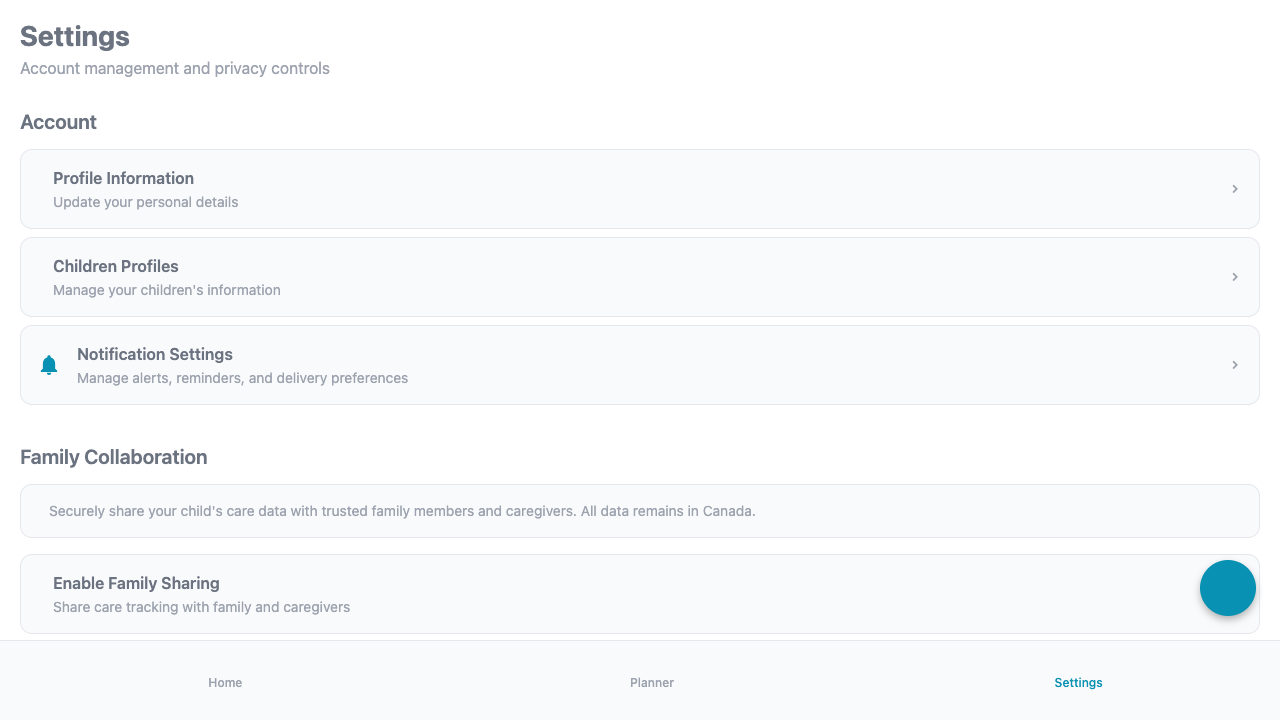 Settings
Account management and privacy controls
Account
Profile Information
Update your personal details
Children Profiles
Manage your children's information
Notification Settings
Manage alerts, reminders, and delivery preferences
Family Collaboration
Securely share your child's care data with trusted family members and caregivers. All data remains in Canada.
Enable Family Sharing
Share care tracking with family and caregivers
Home
Planner
Settings